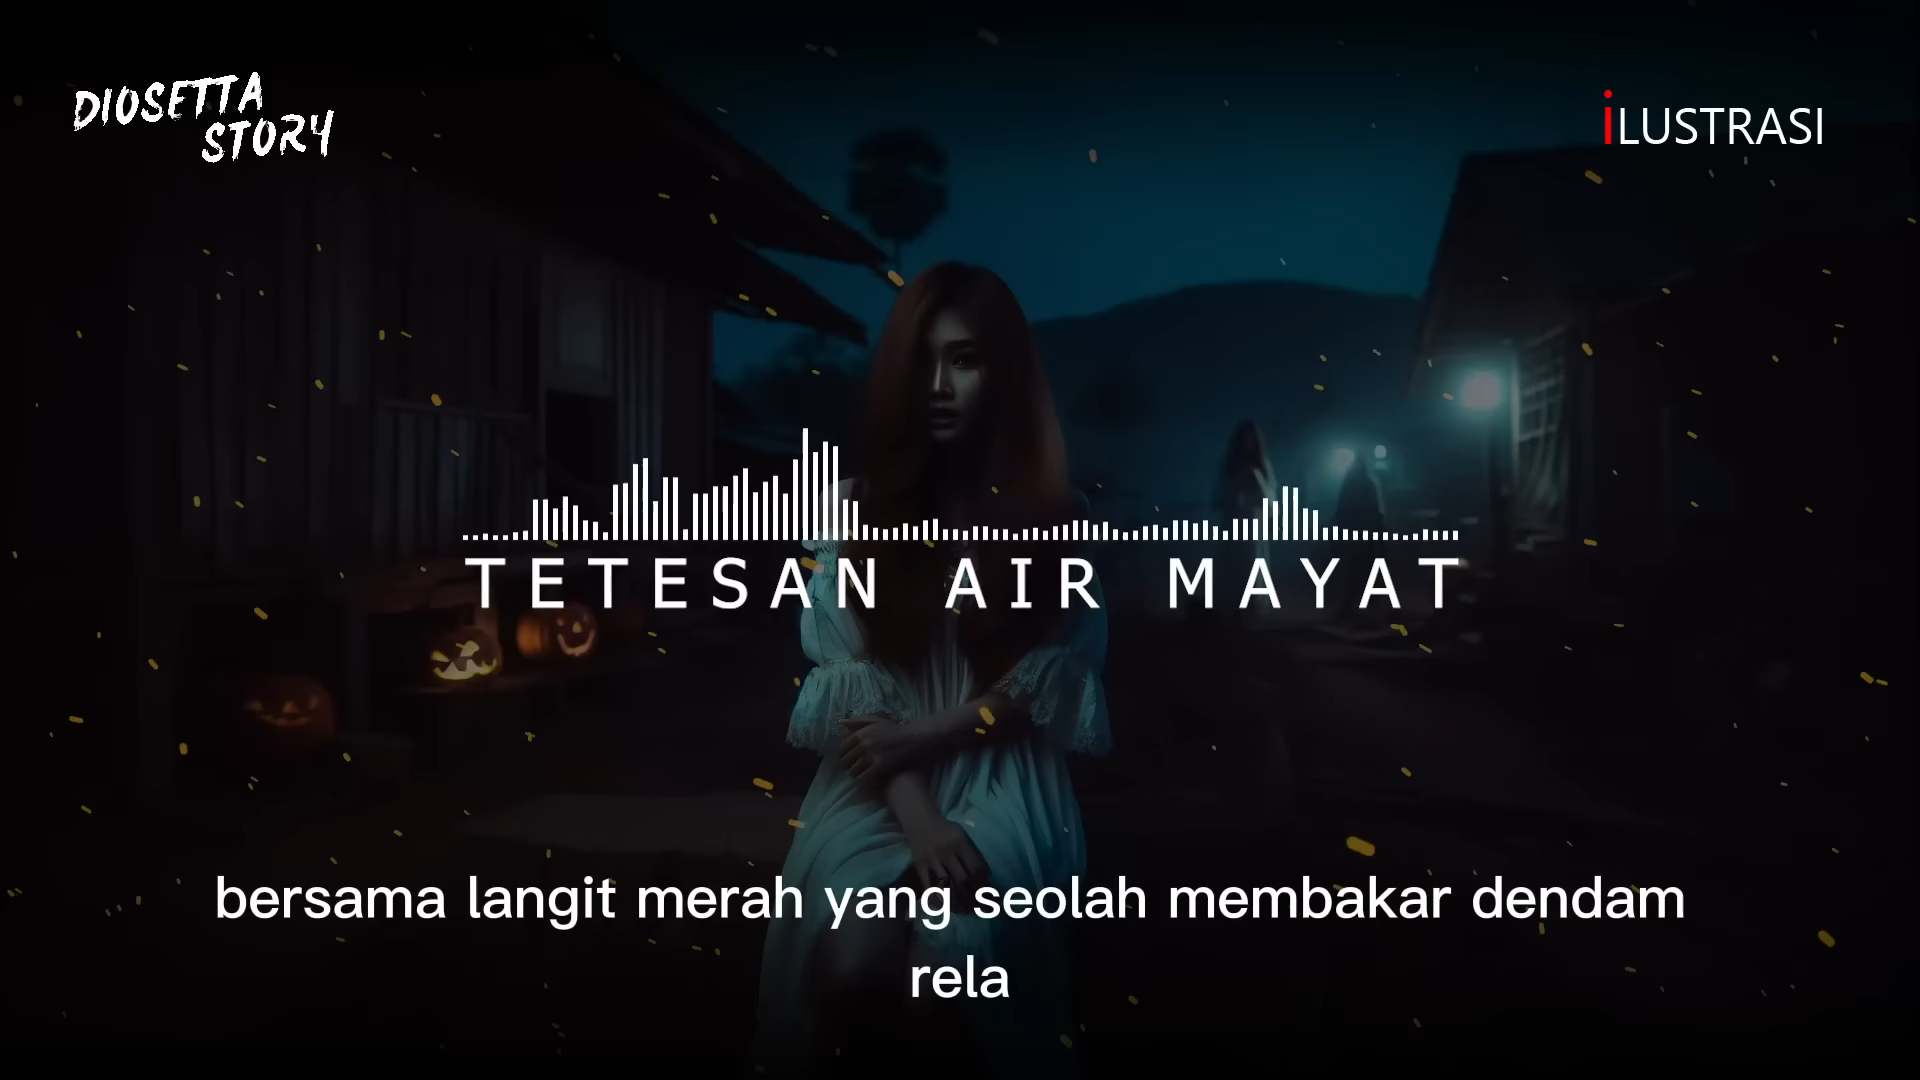 DIOSETTA
STORY
iLUSTRASI
TETESAN AIR MAYAT
bersama langit merah yang seolah membakar dendam
rela